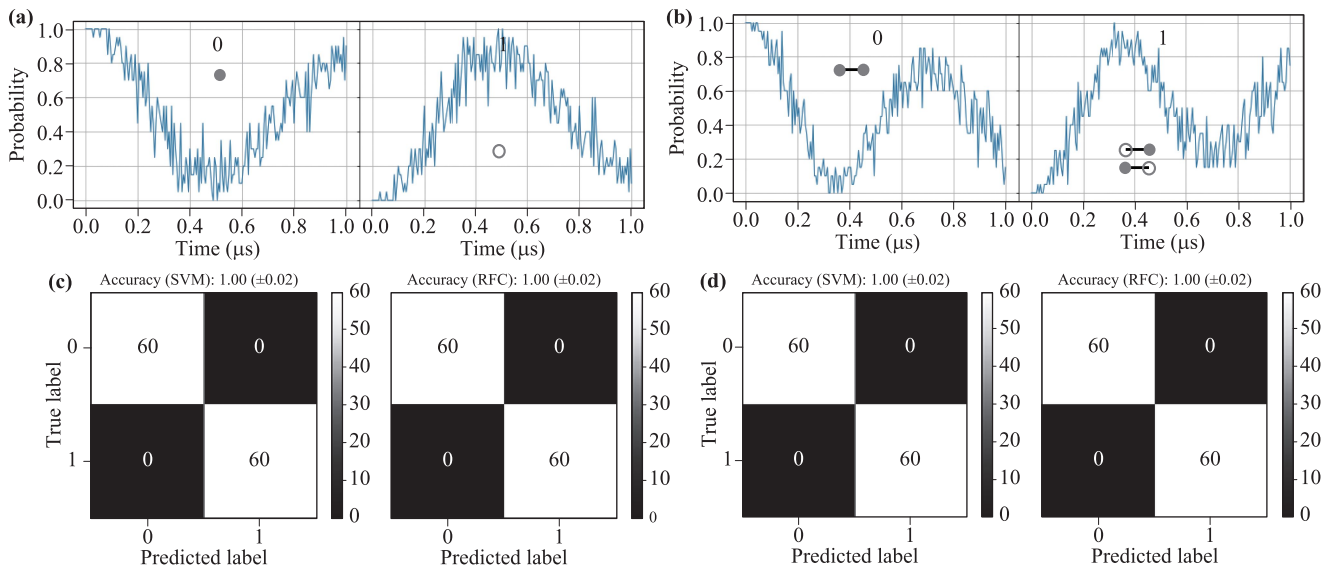 (a)
Probability
1.0
0.8
0.6
0.4
0.2
0.0
0
1
0.0 0.2 0.4 0.6 0.8 1.0
0.0 0.2 0.4 0.6 0.8 1.0
Time (μs)
Time (μs)
(b)
Probability
1.0
0.8
0.6
0.4
0.2
0.0
0
1
0.0 0.2 0.4 0.6 0.8 1.0
0.0 0.2 0.4 0.6 0.8 1.0
Time (μs)
Time (μs)
(c)
Accuracy (SVM): 1.00 (±0.02)
True label
0
1
60 0
0 60
0 1
Predicted label
60
50
40
30
20
10
0
Accuracy (RFC): 1.00 (±0.02)
60 0
0 60
0 1
Predicted label
60
50
40
30
20
10
0
(d)
Accuracy (SVM): 1.00 (±0.02)
True label
0
1
60 0
0 60
0 1
Predicted label
60
50
40
30
20
10
0
Accuracy (RFC): 1.00 (±0.02)
60 0
0 60
0 1
Predicted label
60
50
40
30
20
10
0